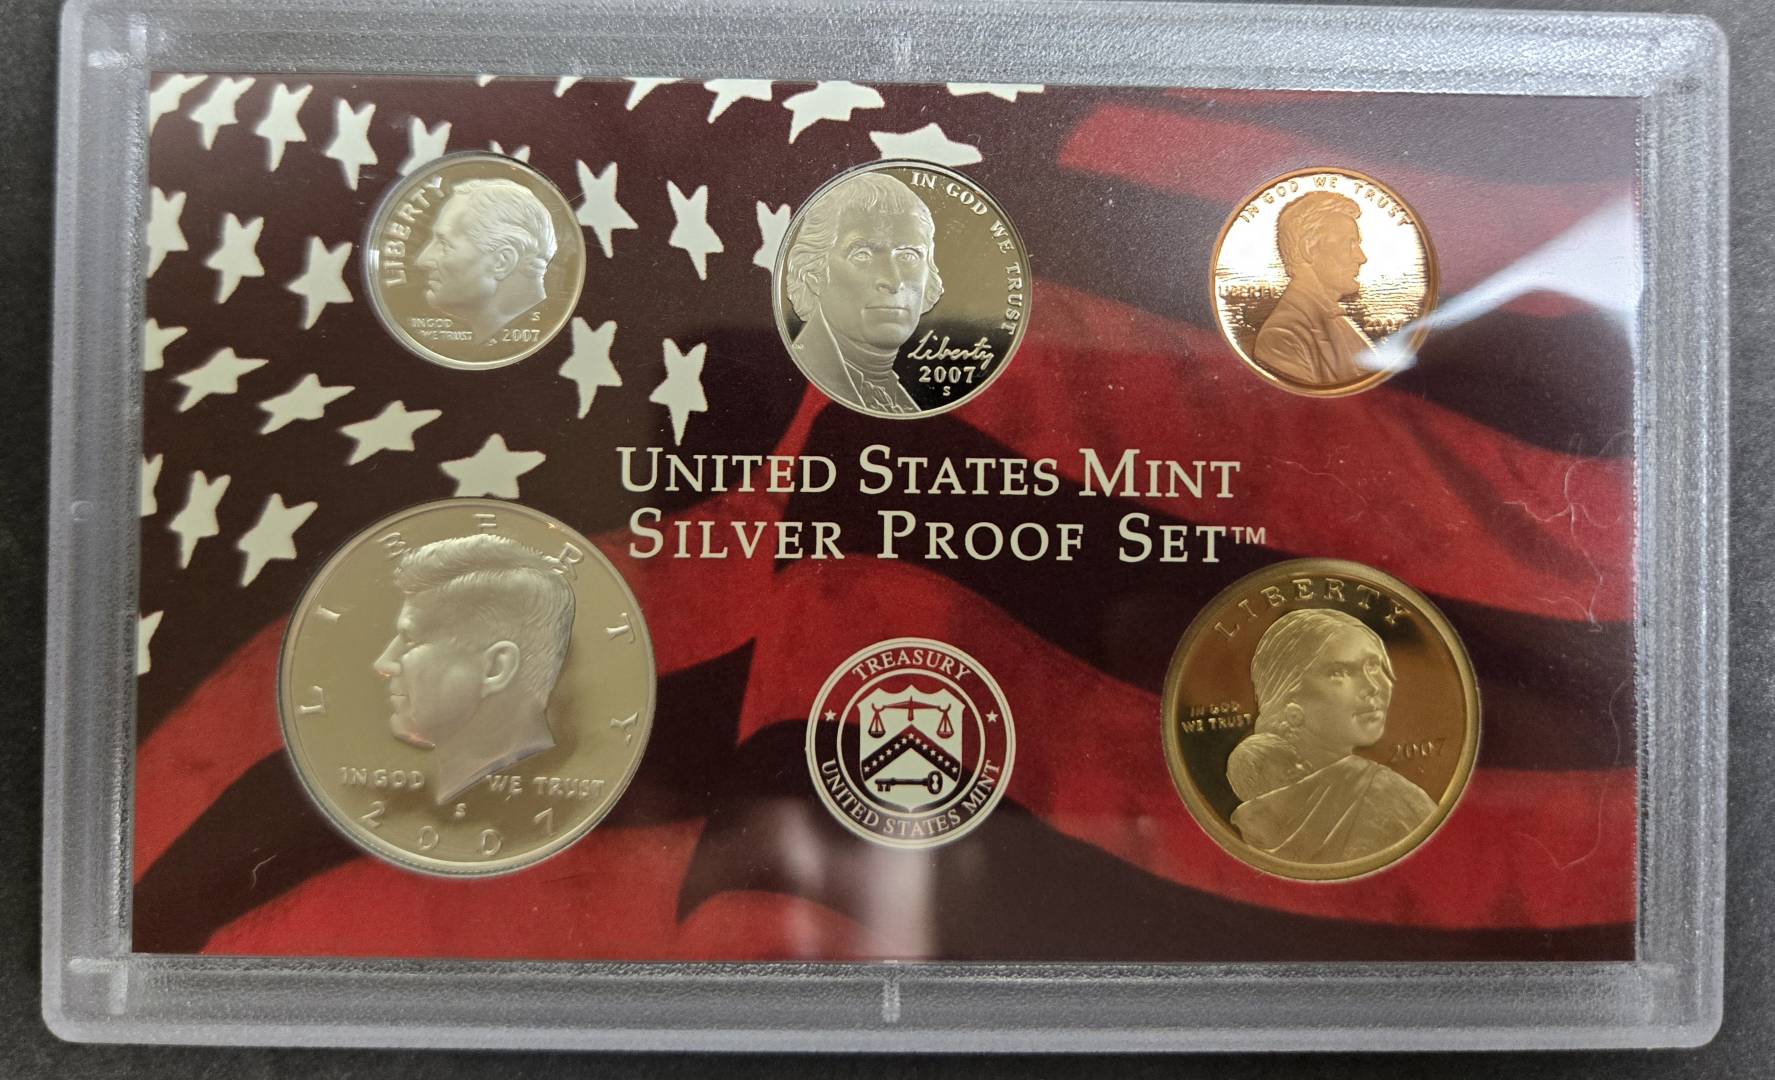 LIBERTY
IN GOD
WE TRUST
S
2007
IN GOD WE TRUST
Liberty
2007
S
IN GOD WE TRUST
LIBERTY
UNITED STATES MINT
SILVER PROOF SET™
LIBERTY
IN GOD WE TRUST
S
2007
TREASURY
UNITED STATES MINT
LIBERTY
IN GOD
WE TRUST
2007